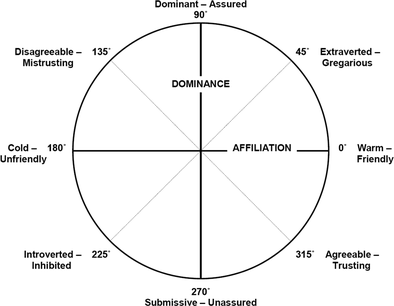 Dominant – Assured
90°
Disagreeable –
Mistrusting
135°
45°
Extraverted –
Gregarious
DOMINANCE
Cold –
Unfriendly
180°
AFFILIATION
0°
Warm –
Friendly
Introverted –
Inhibited
225°
315°
Agreeable –
Trusting
270°
Submissive – Unassured